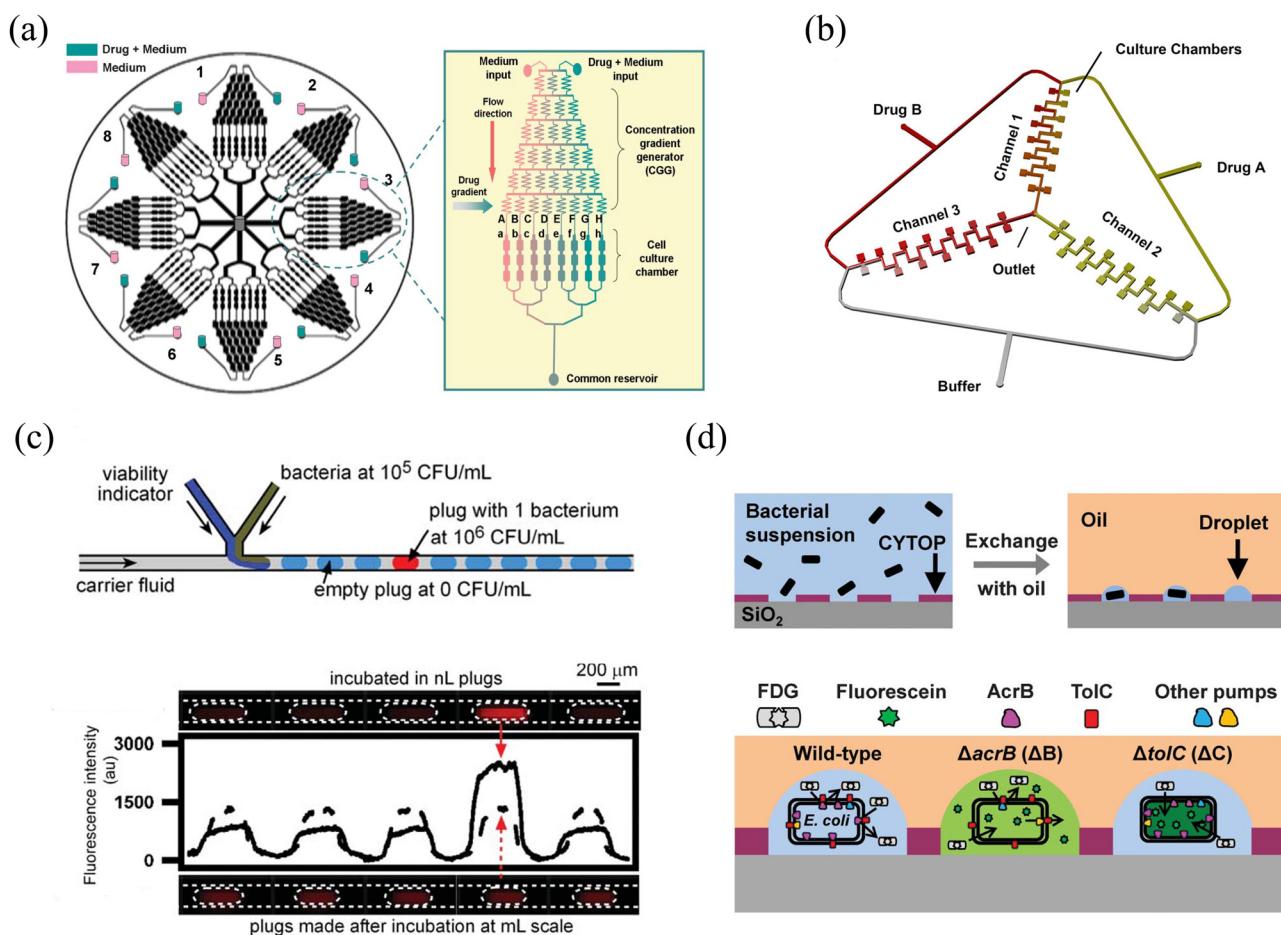 (a)
Drug + Medium
Medium
1
2
3
4
5
6
7
8
Medium
input
Drug + Medium
input
Flow
direction
Concentration
gradient
generator
(CGG)
Drug
gradient
A B C D E F G H
a b c d e f g h
Cell
culture
chamber
Common reservoir
(b)
Culture Chambers
Drug B
Channel 1
Drug A
Channel 3
Channel 2
Outlet
Buffer
(c)
viability
indicator
bacteria at 10⁵ CFU/mL
plug with 1 bacterium
at 10⁶ CFU/mL)
carrier fluid
empty plug at 0 CFU/mL)
incubated in nL plugs
200 µm
Fluorescence intensity
(au)
3000
1500
0
plugs made after incubation at mL scale
(d)
Bacterial
suspension
CYTOP
SiO₂
Exchange
with oil
Oil
Droplet
FDG
Fluorescein
AcrB
TolC
Other pumps
Wild-type
ΔacrB (ΔB)
ΔtolC (ΔC)
E. coli